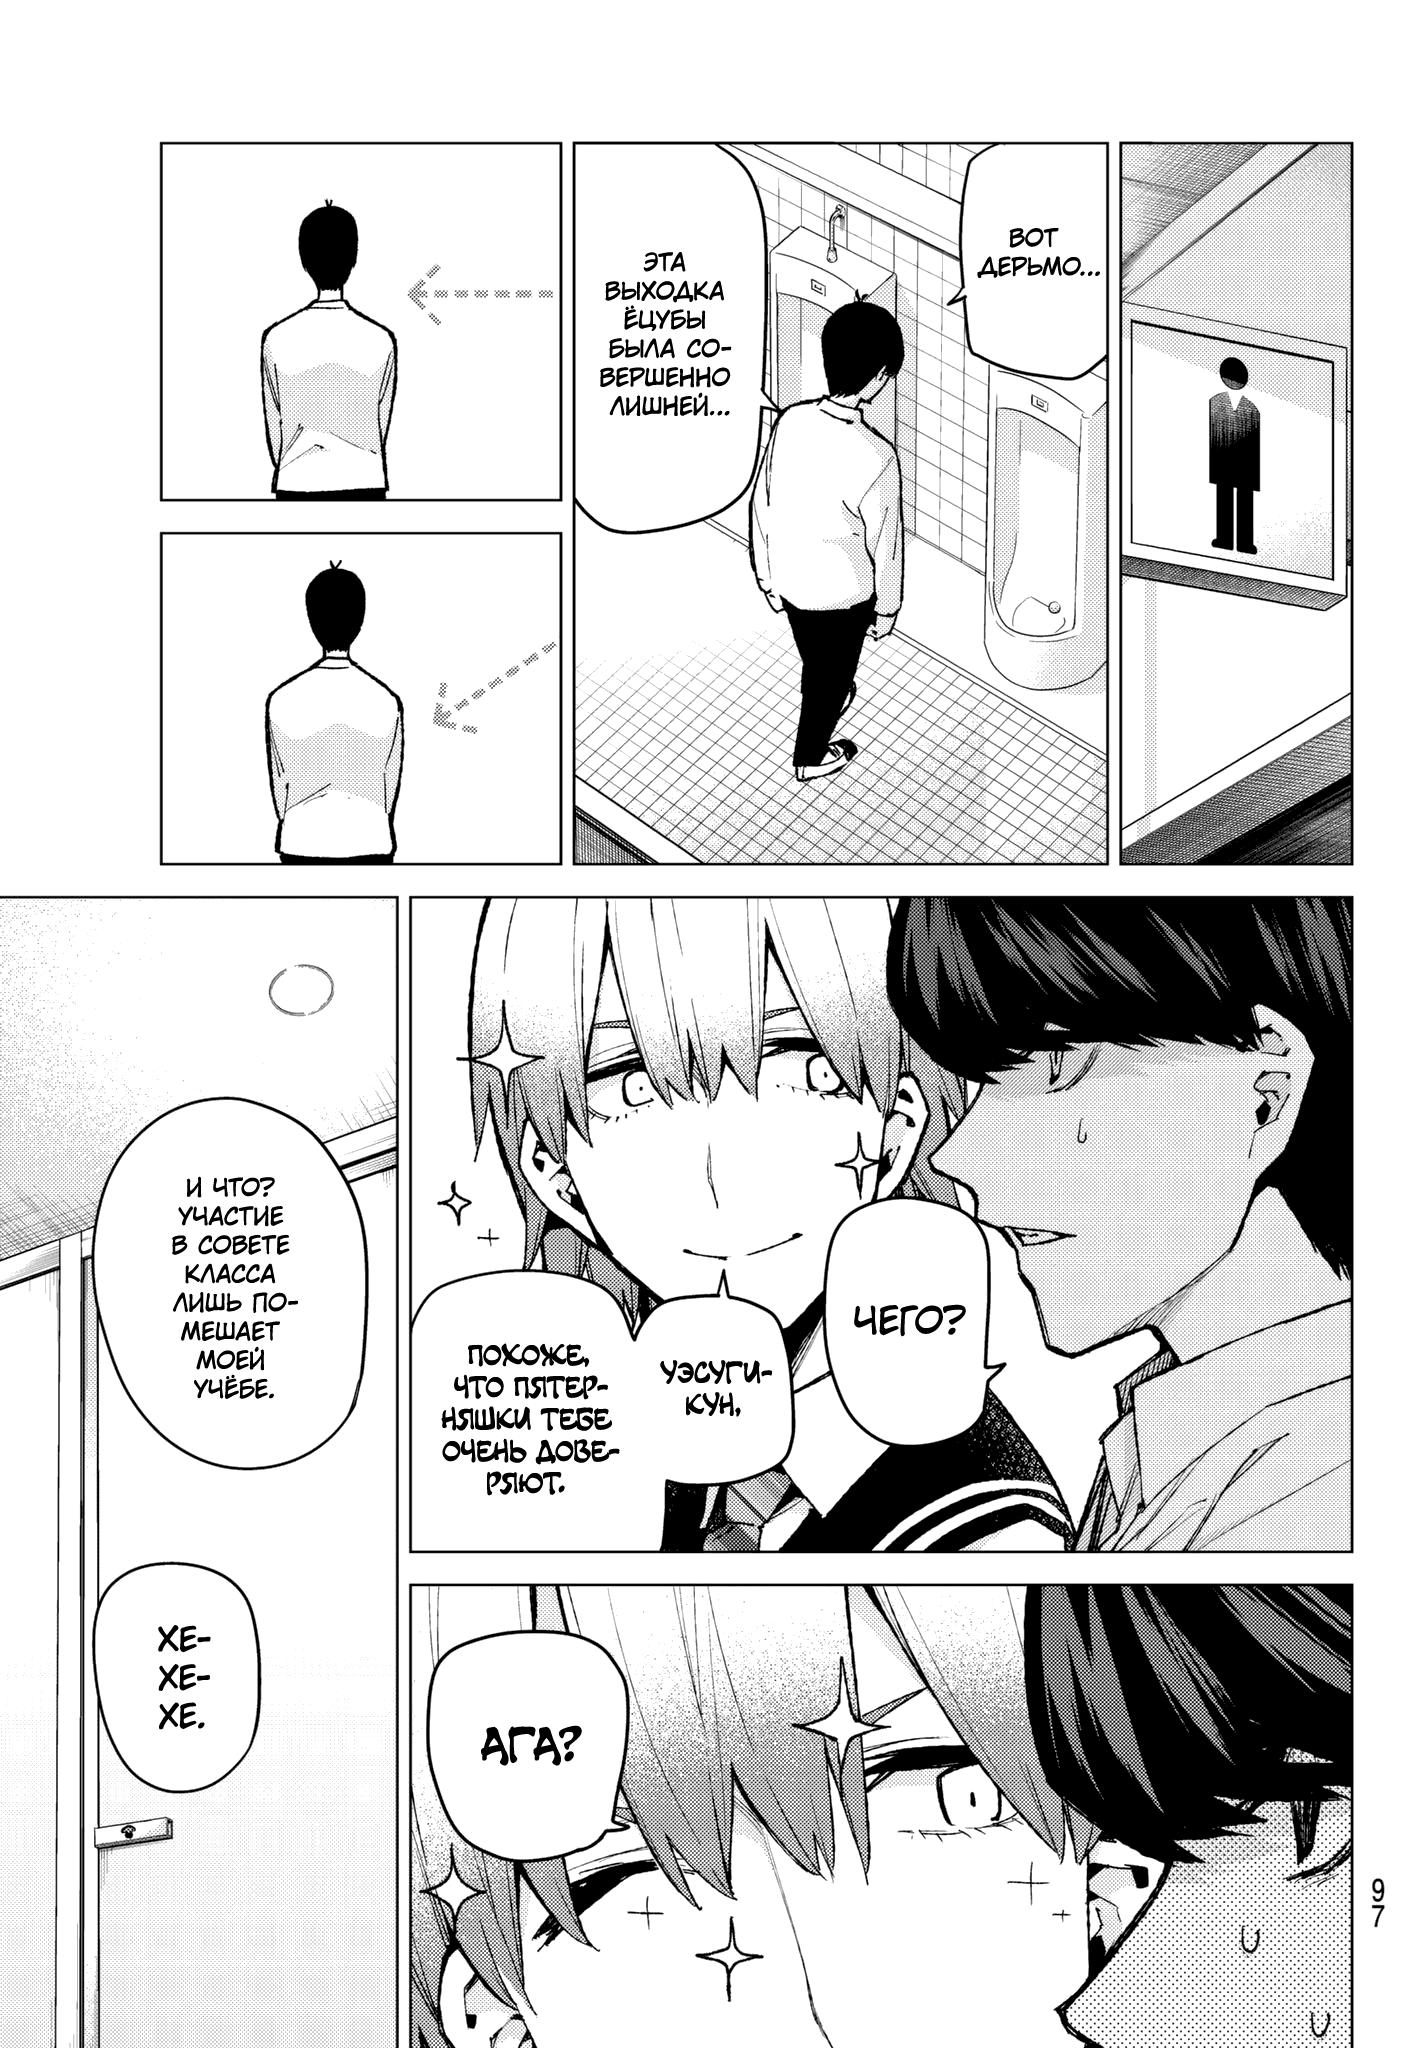 ВОТ
ДЕРЬМО...
ЭТА
ВЫХОДКА
ЁЦУБЫ
БЫЛА СО-
ВЕРШЕННО
ЛИШНЕЙ...
ЧЕГО?
УЭСУГИ-
КУН,
ПОХОЖЕ,
ЧТО ПЯТЕР-
НЯШКИ ТЕБЕ
ОЧЕНЬ ДОВЕ-
РЯЮТ.
АГА?
И ЧТО?
УЧАСТИЕ
В СОВЕТЕ
КЛАССА
ЛИШЬ ПО-
МЕШАЕТ
МОЕЙ
УЧЁБЕ.
ХЕ-
ХЕ-
ХЕ.
97